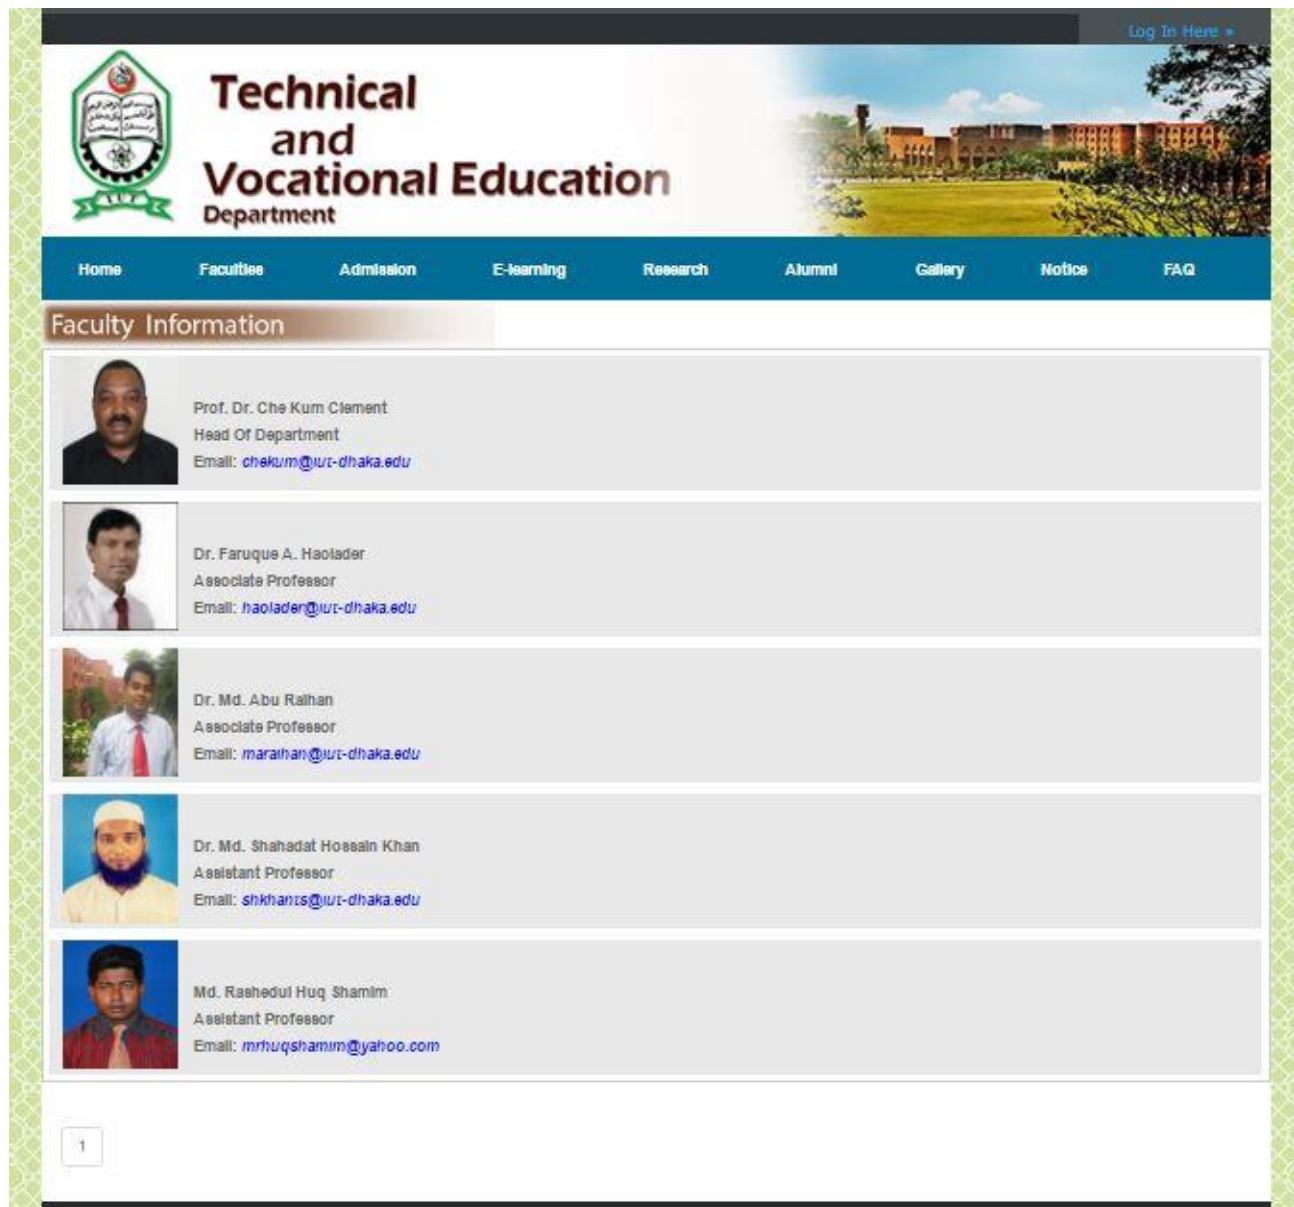 Log In Here »
Technical
and
Vocational Education
Department
IUT
Home Faculties Admission E-learning Research Alumni Gallery Notice FAQ
Faculty Information
Prof. Dr. Che Kum Clement
Head Of Department
Email: chekum@iut-dhaka.edu
Dr. Faruque A. Haolader
Associate Professor
Email: haolader@iut-dhaka.edu
Dr. Md. Abu Raihan
Associate Professor
Email: maraihan@iut-dhaka.edu
Dr. Md. Shahadat Hossain Khan
Assistant Professor
Email: shkhants@iut-dhaka.edu
Md. Rashedul Huq Shamim
Assistant Professor
Email: mrhuqshamim@yahoo.com
1